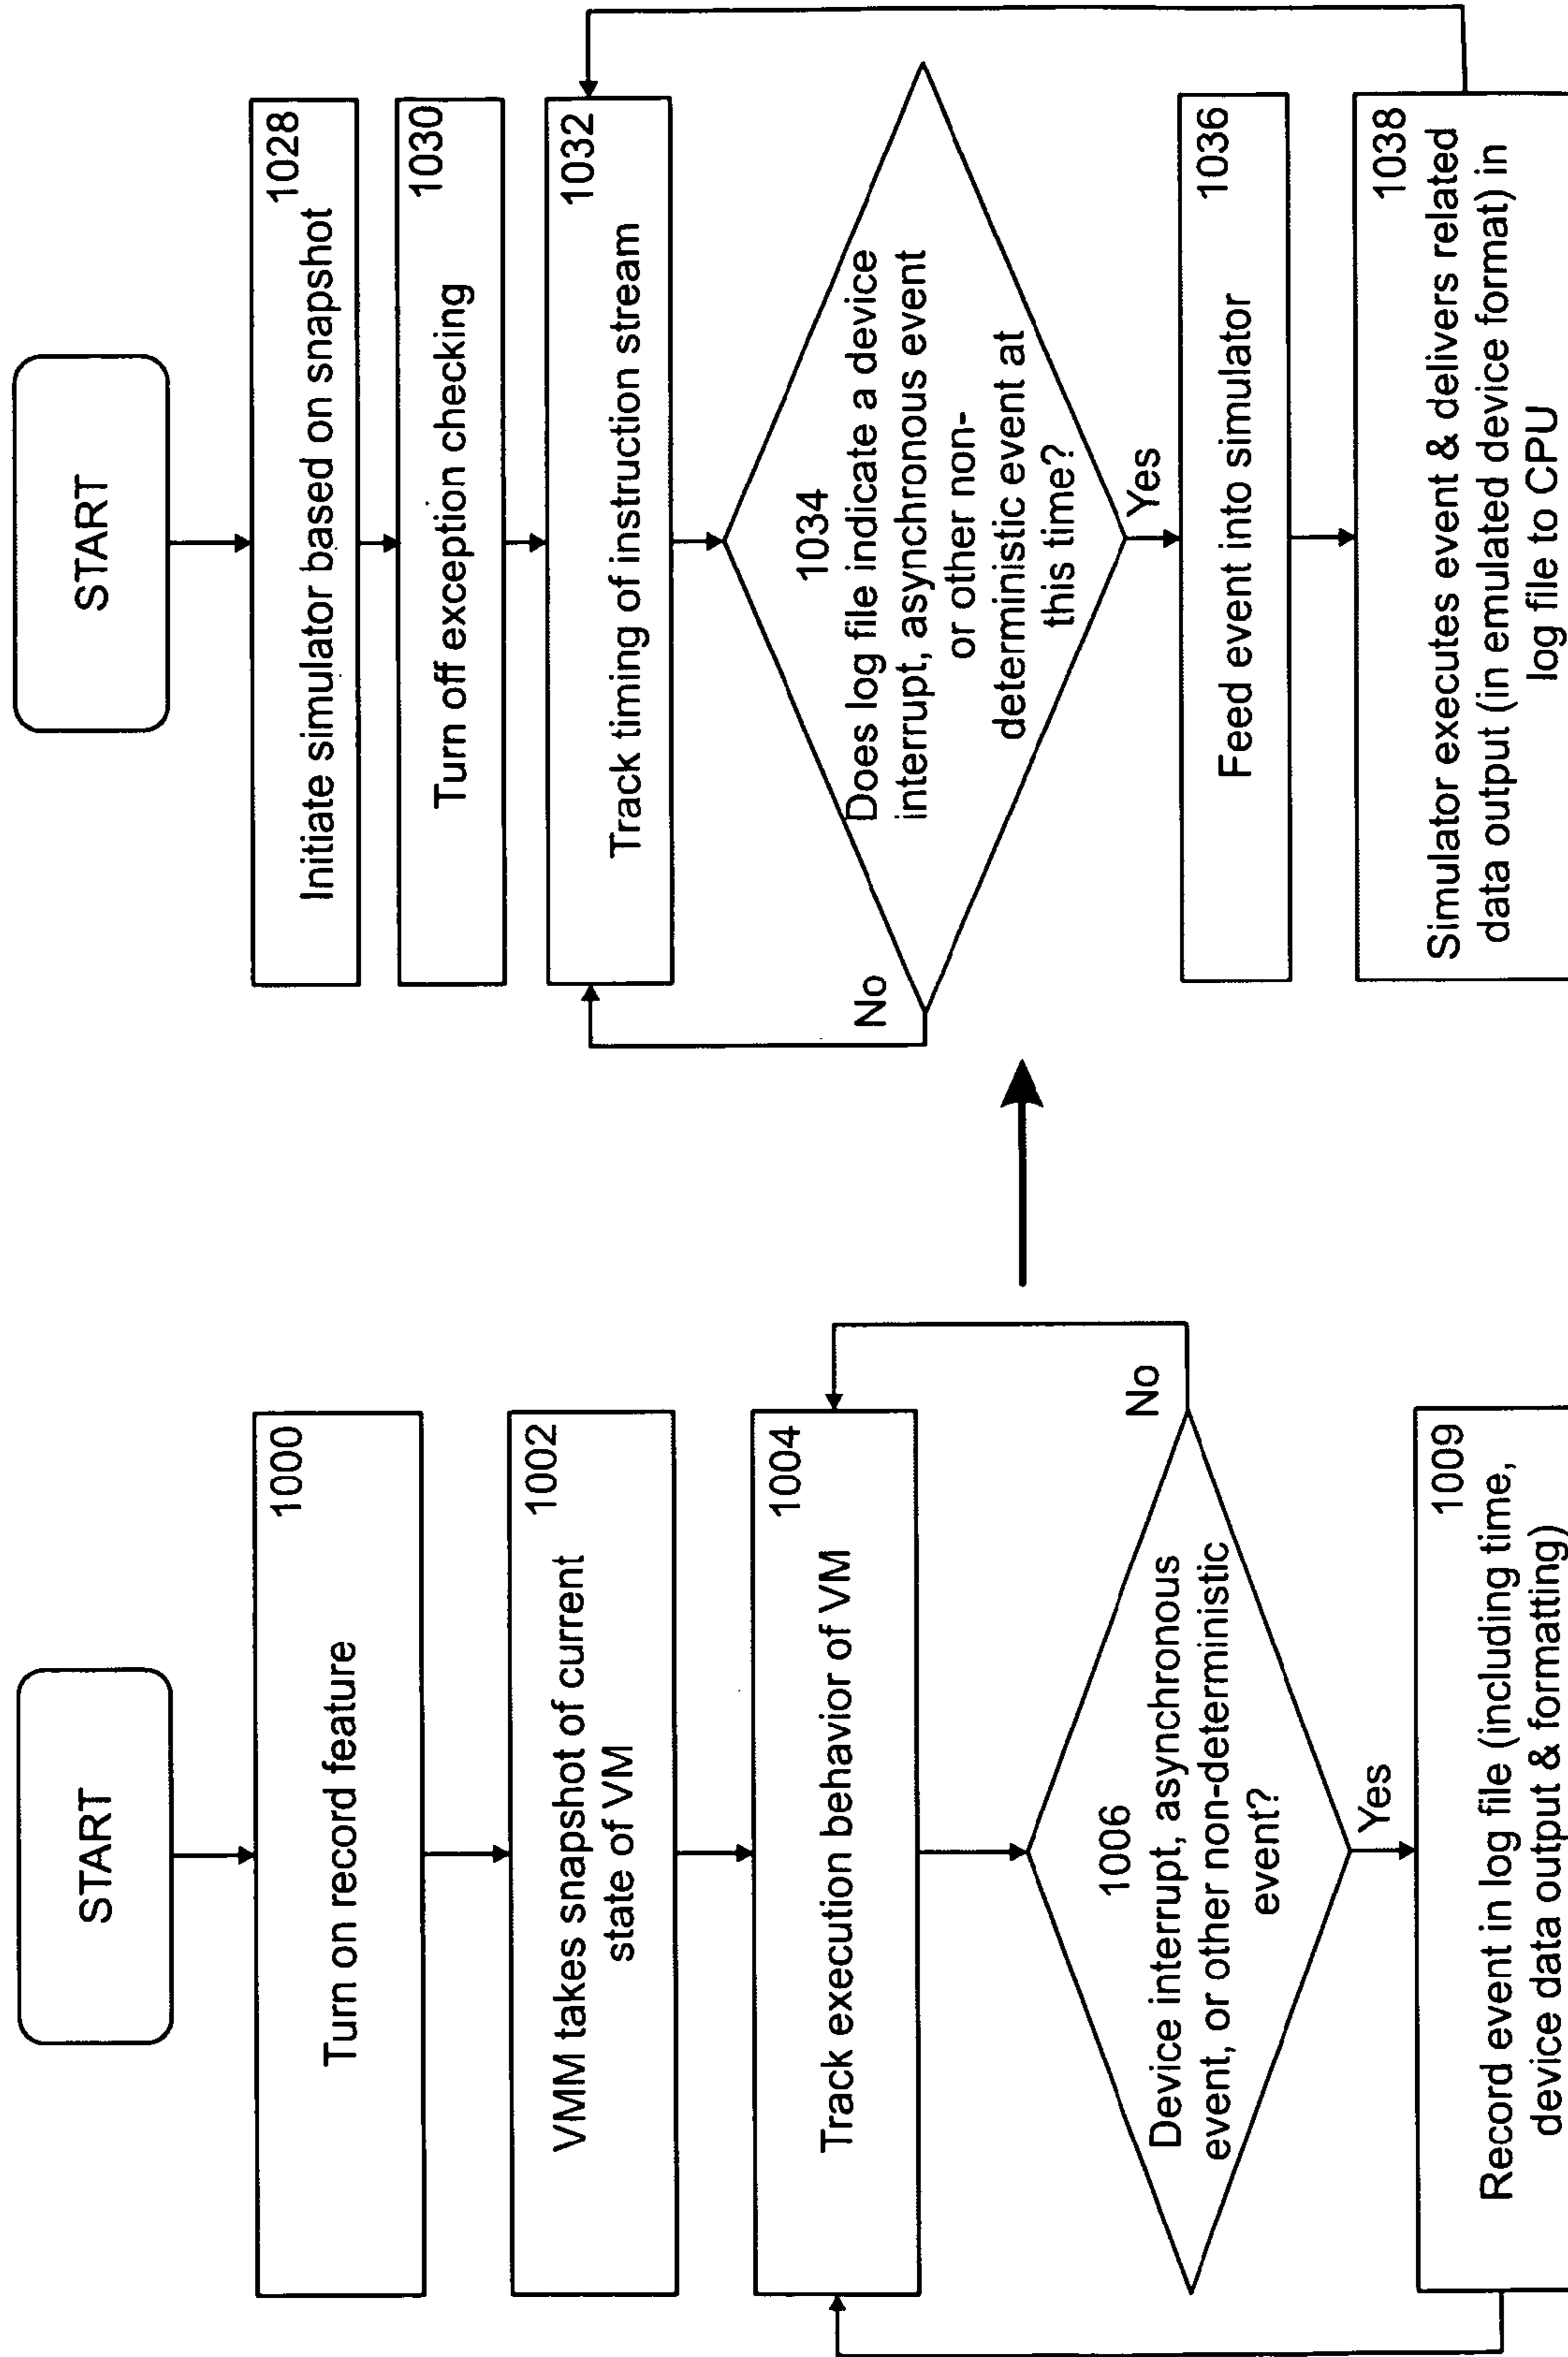 START
1000
Turn on record feature
1002
VMM takes snapshot of current
state of VM
1004
Track execution behavior of VM
1006
Device interrupt, asynchronous
event, or other non-deterministic
event?
No
Yes
1009
Record event in log file (including time,
device data output & formatting)
START
1028
Initiate simulator based on snapshot
1030
Turn off exception checking
1032
Track timing of instruction stream
1034
Does log file indicate a device
interrupt, asynchronous event
or other non-
deterministic event at
this time?
No
Yes
1036
Feed event into simulator
1038
Simulator executes event & delivers related
data output (in emulated device format) in
log file to CPU